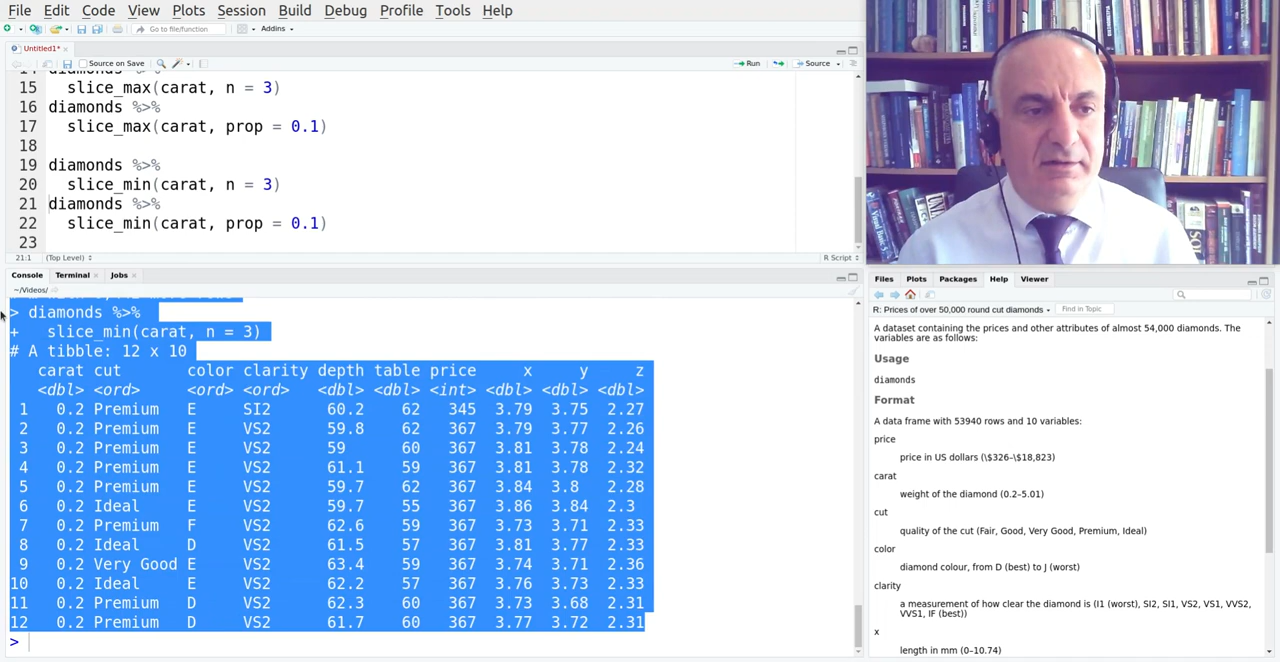 File Edit Code View Plots Session Build Debug Profile Tools Help
Go to file/function Addins
Untitled1*
Source on Save Run Source
15 slice_max(carat, n = 3)
16 diamonds %>%
17 slice_max(carat, prop = 0.1)
18
19 diamonds %>%
20 slice_min(carat, n = 3)
21 diamonds %>%
22 slice_min(carat, prop = 0.1)
23
21:1 (Top Level) R Script
Console Terminal Jobs
~/Videos/
> diamonds %>%
+ slice_min(carat, n = 3)
# A tibble: 12 x 10
carat cut color clarity depth table price x y z
<dbl> <ord> <ord> <ord> <dbl> <dbl> <int> <dbl> <dbl> <dbl>
1 0.2 Premium E SI2 60.2 62 345 3.79 3.75 2.27
2 0.2 Premium E VS2 59.8 62 367 3.79 3.77 2.26
3 0.2 Premium E VS2 59 60 367 3.81 3.78 2.24
4 0.2 Premium E VS2 61.1 59 367 3.81 3.78 2.32
5 0.2 Premium E VS2 59.7 62 367 3.84 3.8 2.28
6 0.2 Ideal E VS2 59.7 55 367 3.86 3.84 2.3
7 0.2 Premium F VS2 62.6 59 367 3.73 3.71 2.33
8 0.2 Ideal D VS2 61.5 57 367 3.81 3.77 2.33
9 0.2 Very Good E VS2 63.4 59 367 3.74 3.71 2.36
10 0.2 Ideal E VS2 62.2 57 367 3.76 3.73 2.33
11 0.2 Premium D VS2 62.3 60 367 3.73 3.68 2.31
12 0.2 Premium D VS2 61.7 60 367 3.77 3.72 2.31
>
Files Plots Packages Help Viewer
R: Prices of over 50,000 round cut diamonds Find in Topic
A dataset containing the prices and other attributes of almost 54,000 diamonds. The
variables are as follows:
Usage
diamonds
Format
A data frame with 53940 rows and 10 variables:
price
price in US dollars (\$326–\$18,823)
carat
weight of the diamond (0.2–5.01)
cut
quality of the cut (Fair, Good, Very Good, Premium, Ideal)
color
diamond colour, from D (best) to J (worst)
clarity
a measurement of how clear the diamond is (I1 (worst), SI2, SI1, VS2, VS1, VVS2,
VVS1, IF (best))
x
length in mm (0–10.74)